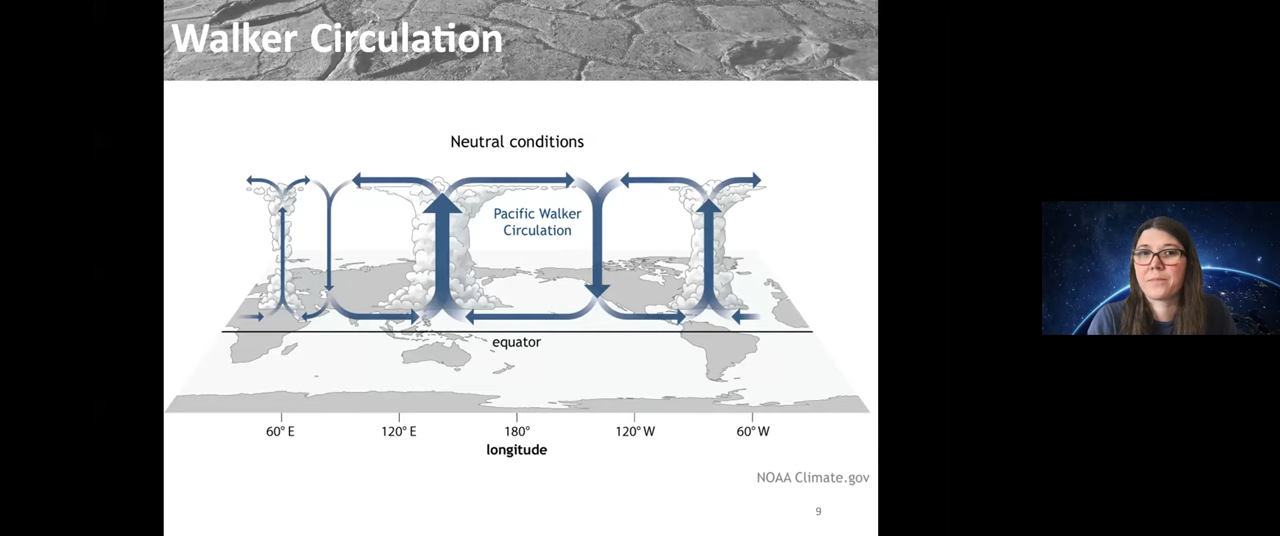 Walker Circulation
Neutral conditions
Pacific Walker
Circulation
equator
60° E
120° E
180°
120° W
60° W
longitude
NOAA Climate.gov
9